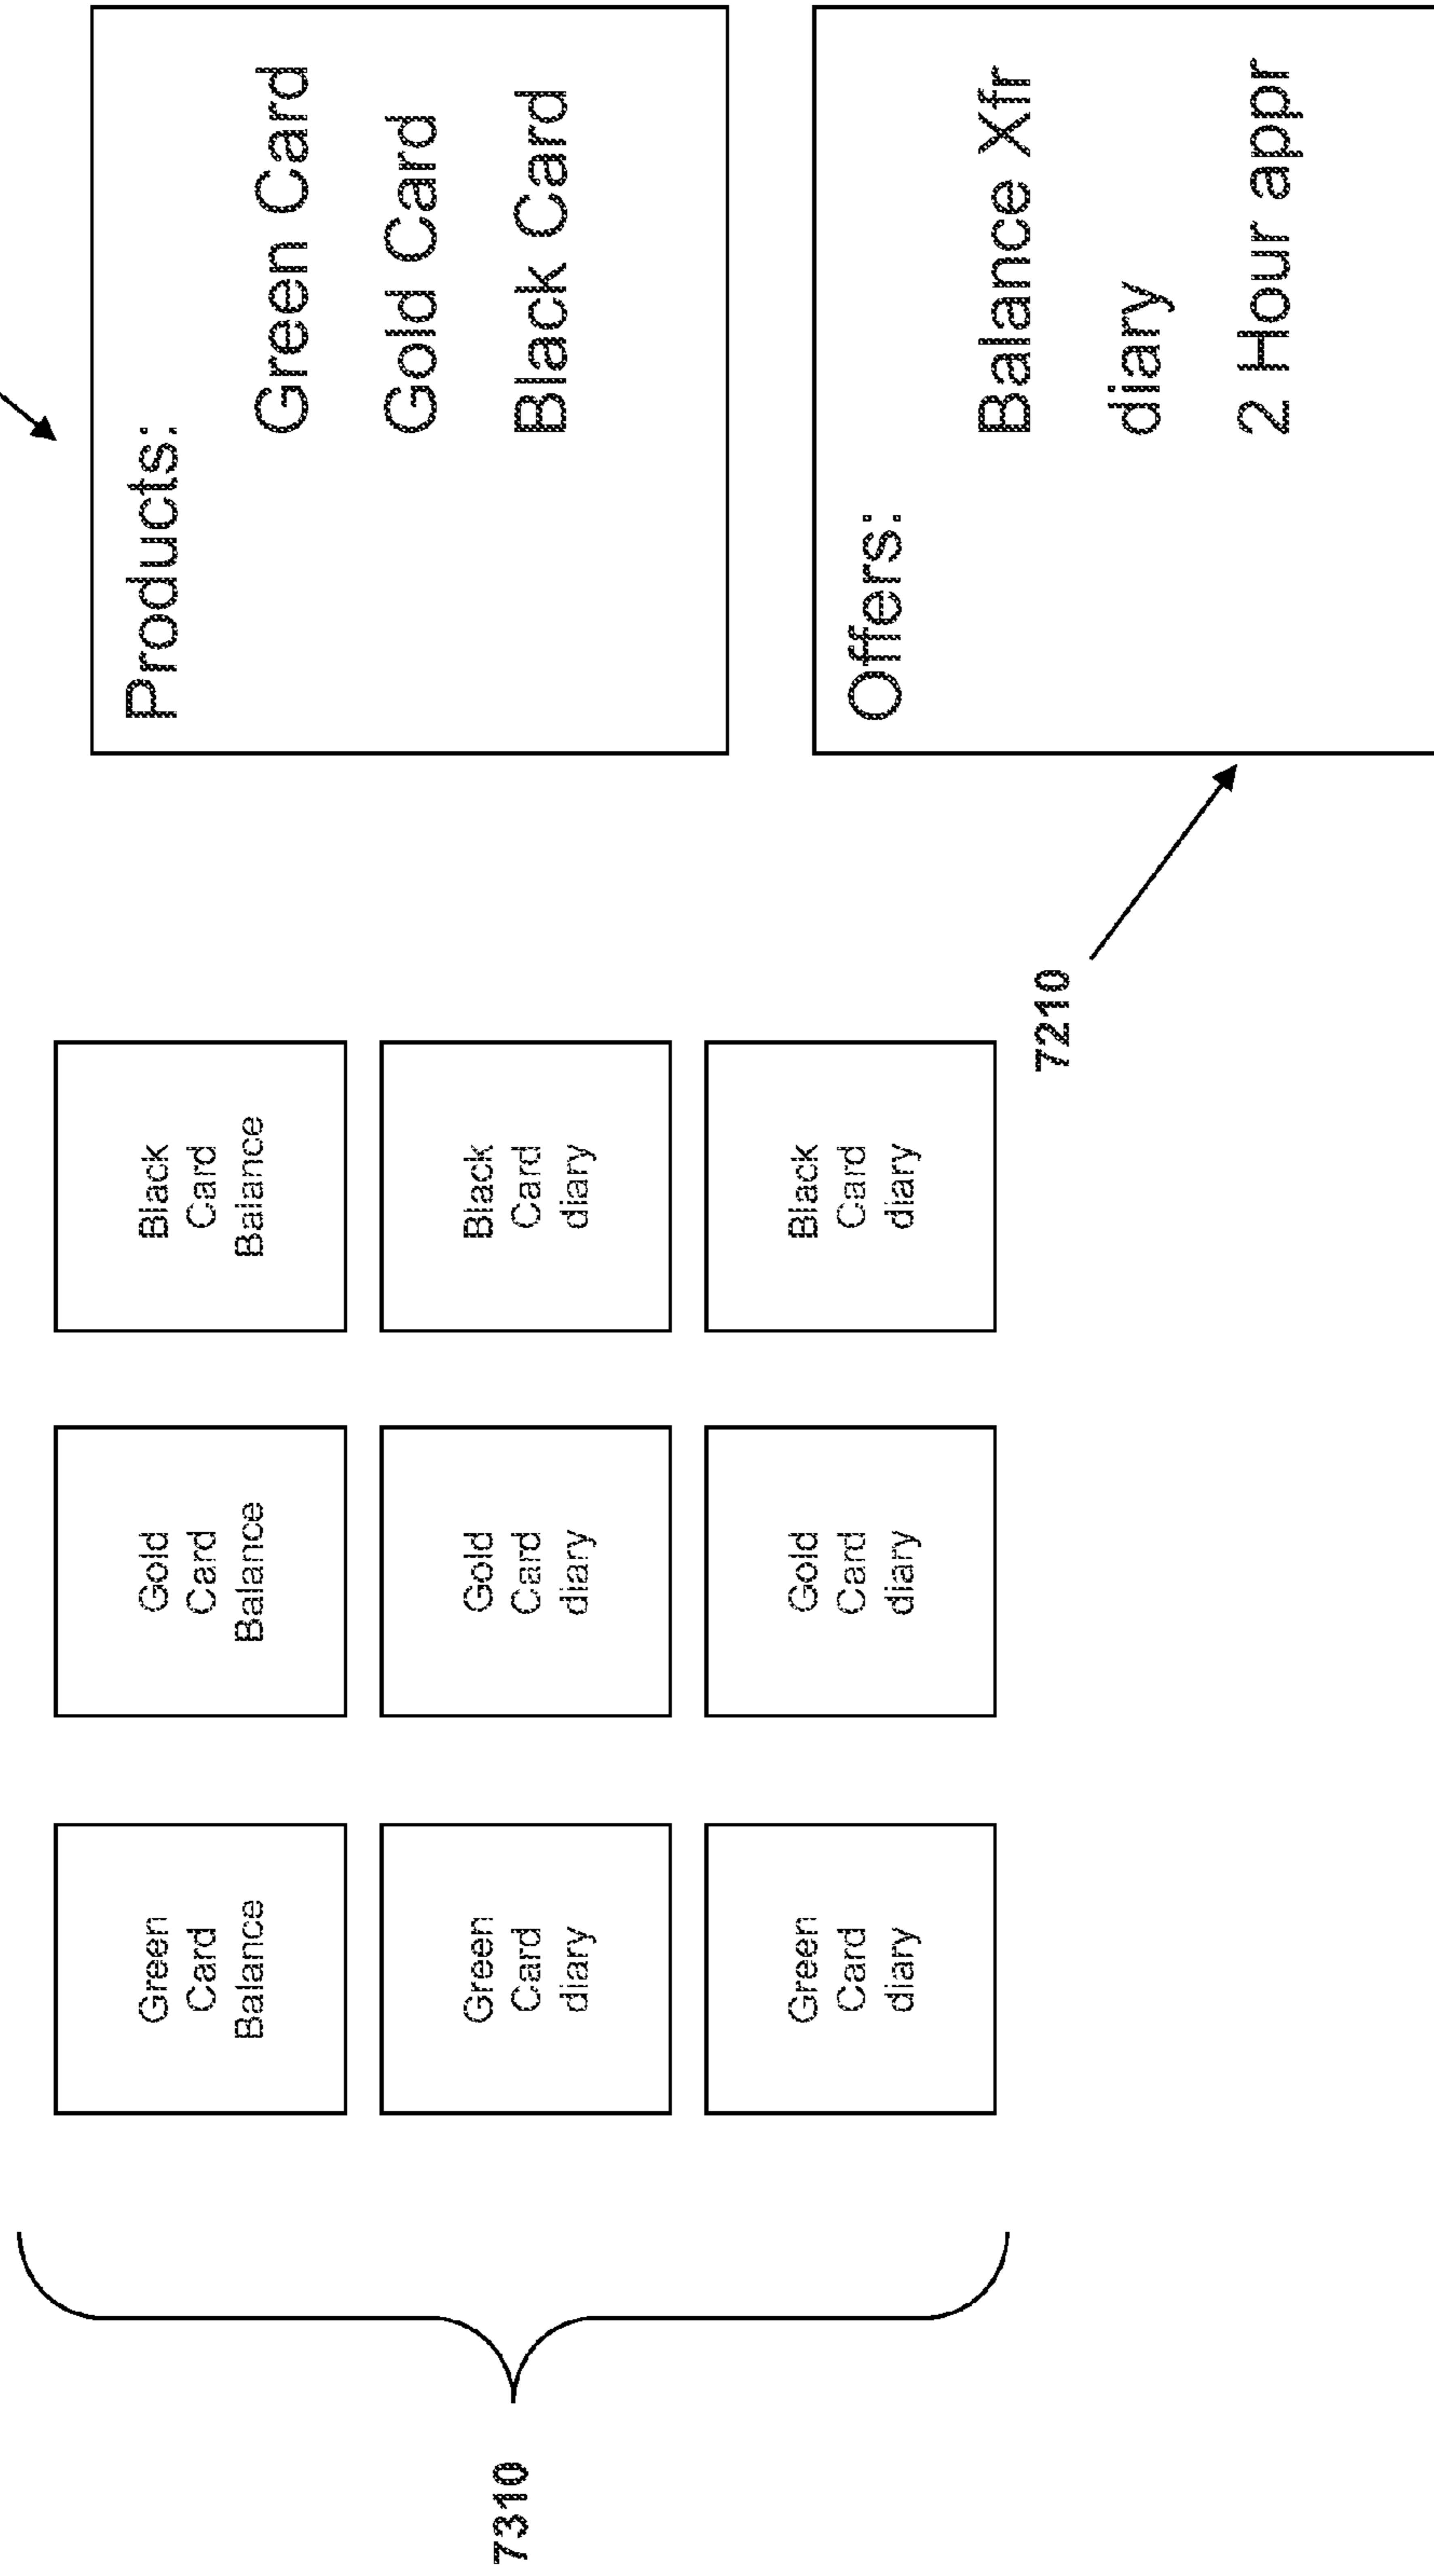 7310
Green
Card
Balance
Gold
Card
Balance
Black
Card
Balance
Green
Card
diary
Gold
Card
diary
Black
Card
diary
Green
Card
diary
Gold
Card
diary
Black
Card
diary
Products:
Green Card
Gold Card
Black Card
7210
Offers:
Balance Xfr
diary
2 Hour appr